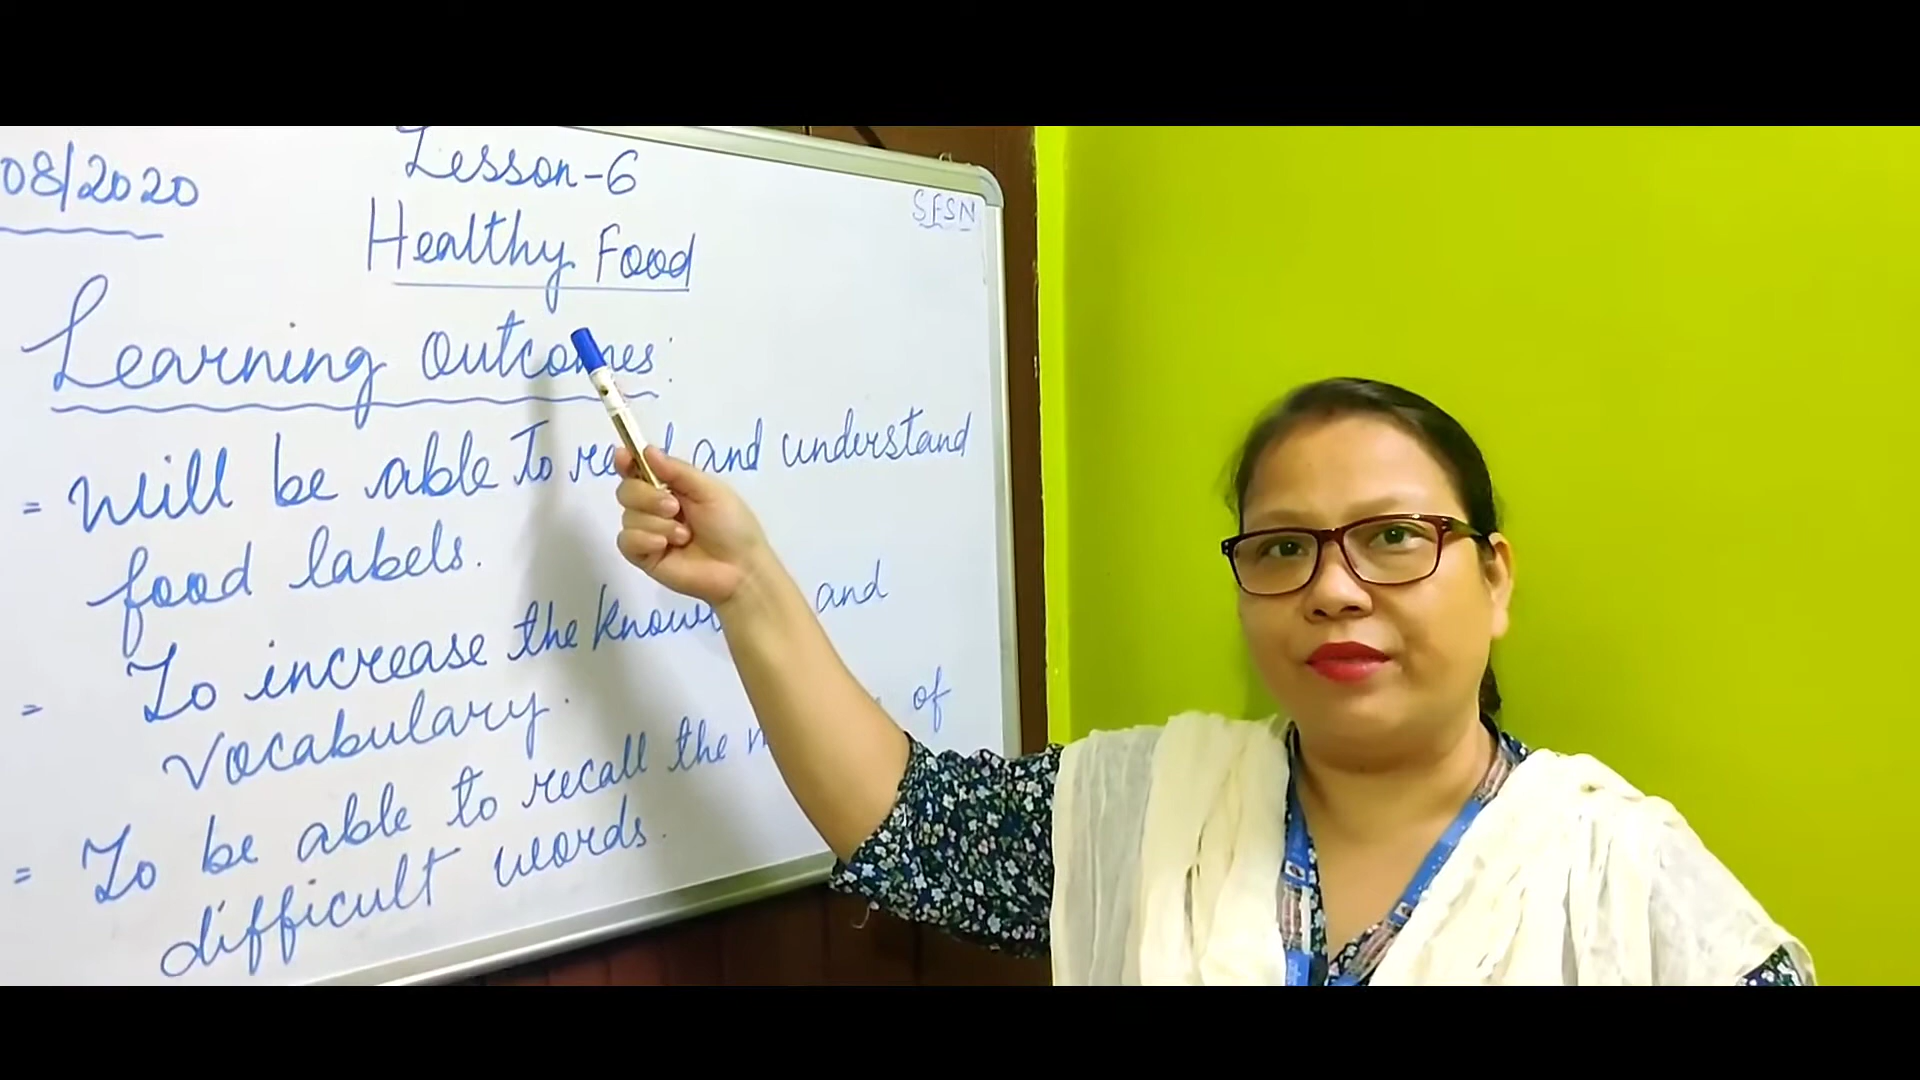 08/2020
Lesson-6
SFSN
Healthy Food
Learning Outcomes:
= Will be able to read and understand
food labels.
= To increase the and
vocabulary.
= To be able to recall the of
difficult words.